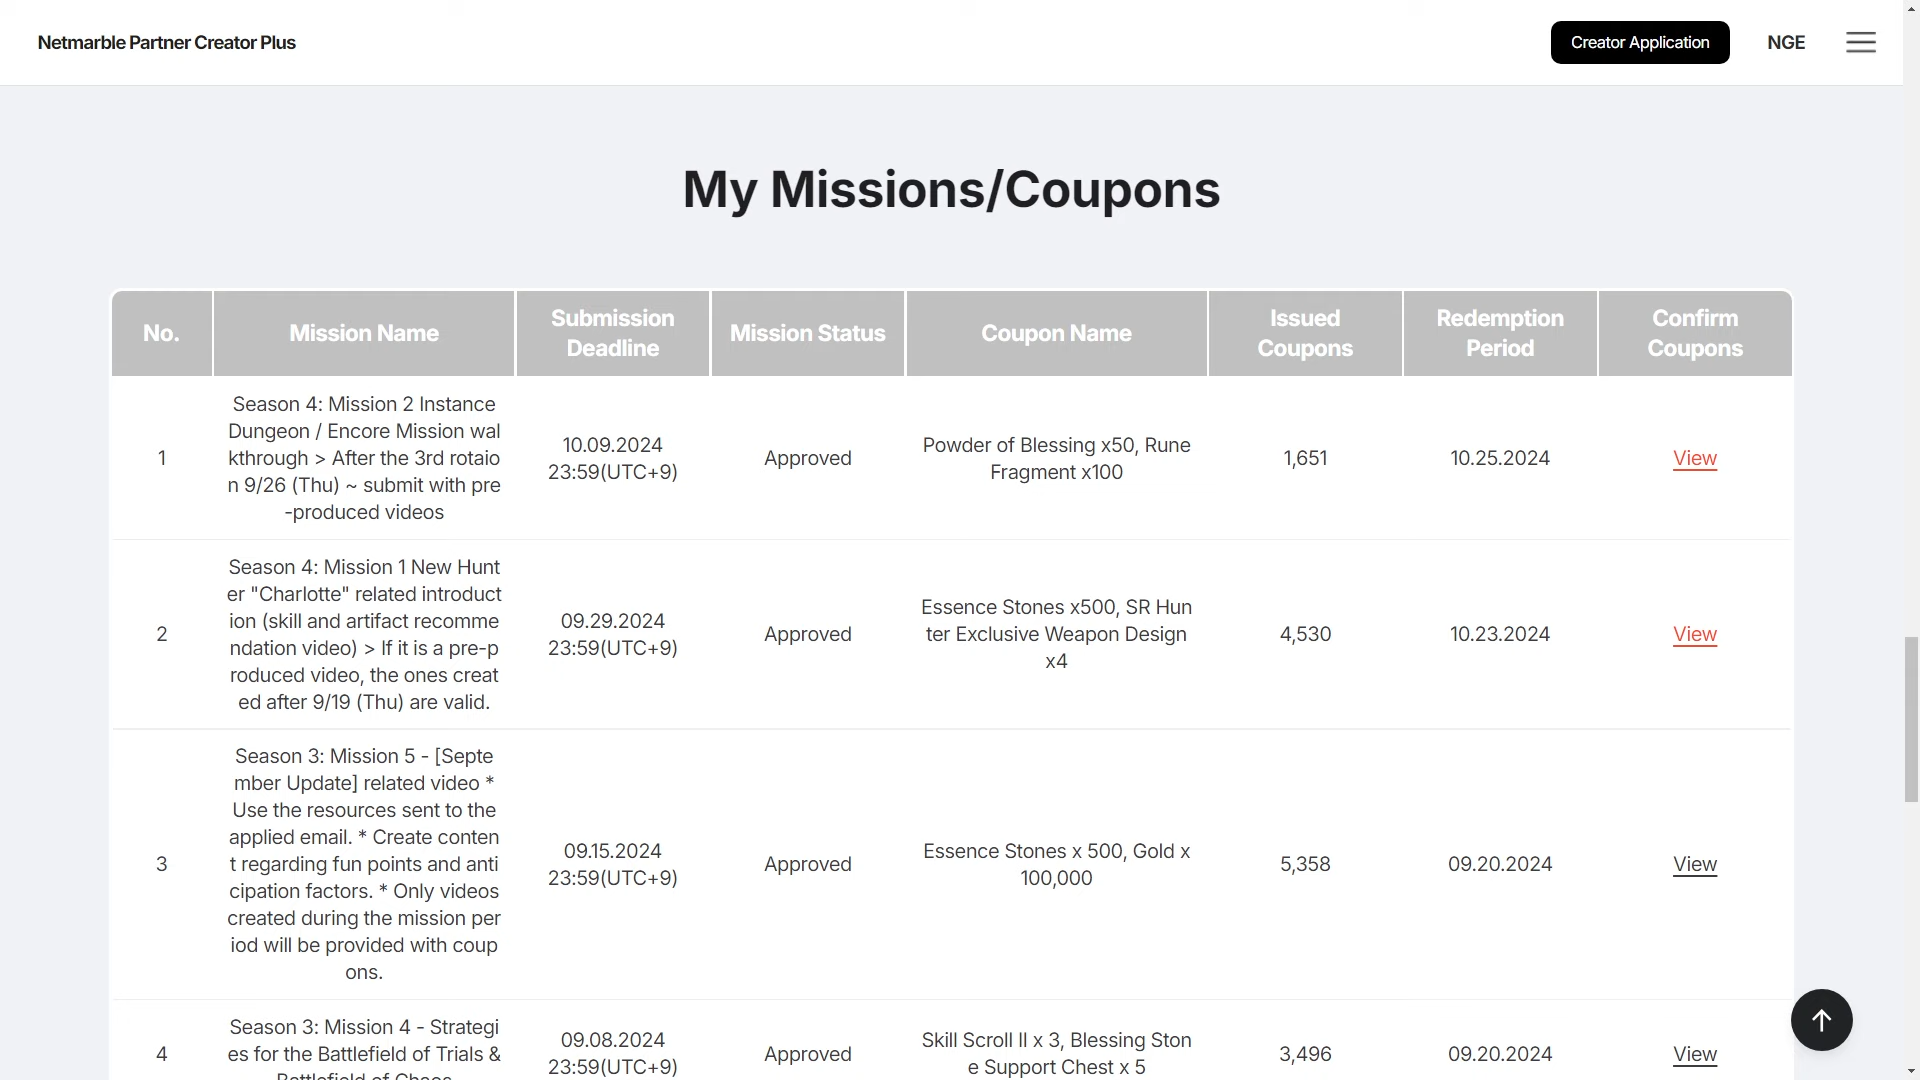 Netmarble Partner Creator Plus
Creator Application
NGE
My Missions/Coupons
No.
Mission Name
Submission
Deadline
Mission Status
Coupon Name
Issued
Coupons
Redemption
Period
Confirm
Coupons
1
Season 4: Mission 2 Instance
Dungeon / Encore Mission wal
kthrough > After the 3rd rotaio
n 9/26 (Thu) ~ submit with pre
-produced videos
10.09.2024
23:59(UTC+9)
Approved
Powder of Blessing x50, Rune
Fragment x100
1,651
10.25.2024
View
2
Season 4: Mission 1 New Hunt
er "Charlotte" related introduct
ion (skill and artifact recomme
ndation video) > If it is a pre-p
roduced video, the ones creat
ed after 9/19 (Thu) are valid.
09.29.2024
23:59(UTC+9)
Approved
Essence Stones x500, SR Hun
ter Exclusive Weapon Design
x4
4,530
10.23.2024
View
3
Season 3: Mission 5 - [Septe
mber Update] related video *
Use the resources sent to the
applied email. * Create conten
t regarding fun points and anti
cipation factors. * Only videos
created during the mission per
iod will be provided with coup
ons.
09.15.2024
23:59(UTC+9)
Approved
Essence Stones x 500, Gold x
100,000
5,358
09.20.2024
View
4
Season 3: Mission 4 - Strategi
es for the Battlefield of Trials &
Battlefield of Chaos
09.08.2024
23:59(UTC+9)
Approved
Skill Scroll II x 3, Blessing Ston
e Support Chest x 5
3,496
09.20.2024
View